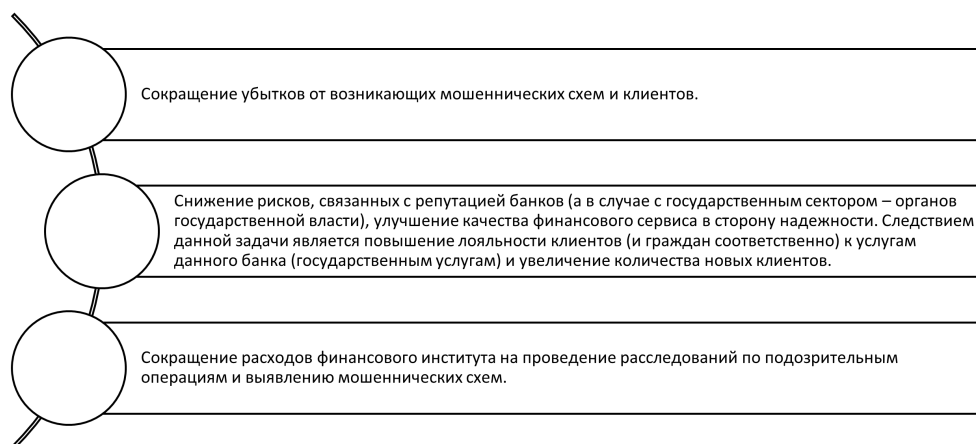 Сокращение убытков от возникающих мошеннических схем и клиентов.
Снижение рисков, связанных с репутацией банков (а в случае с государственным сектором – органов
государственной власти), улучшение качества финансового сервиса в сторону надежности. Следствием
данной задачи является повышение лояльности клиентов (и граждан соответственно) к услугам
данного банка (государственным услугам) и увеличение количества новых клиентов.
Сокращение расходов финансового института на проведение расследований по подозрительным
операциям и выявлению мошеннических схем.